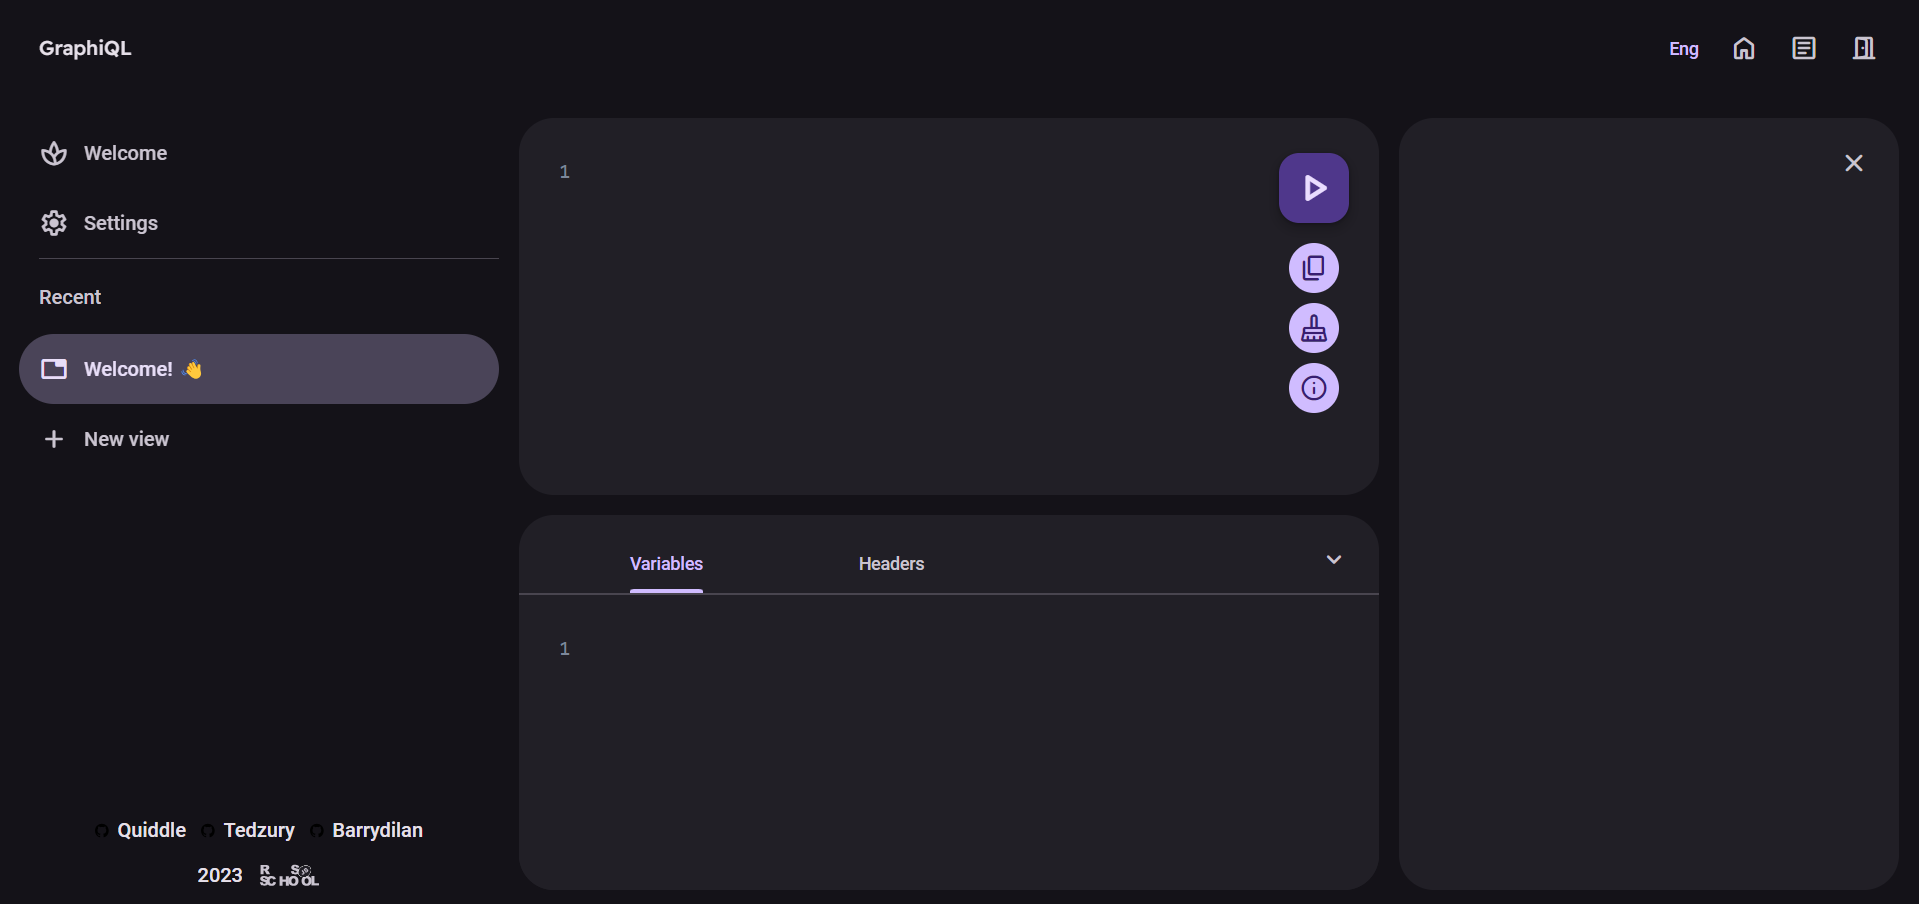 GraphiQL
Eng
Welcome
Settings
Recent
Welcome! 👋
New view
1
Variables
Headers
1
Quiddle Tedzury Barrydilan
2023
RS
SCHOOL